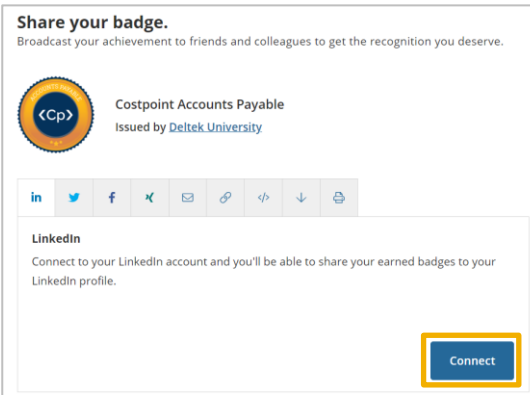 Share your badge.
Broadcast your achievement to friends and colleagues to get the recognition you deserve.
ACCOUNTS PAYABLE
<Cp>
Costpoint Accounts Payable
Issued by Deltek University
in
f
</>
LinkedIn
Connect to your LinkedIn account and you'll be able to share your earned badges to your
LinkedIn profile.
Connect